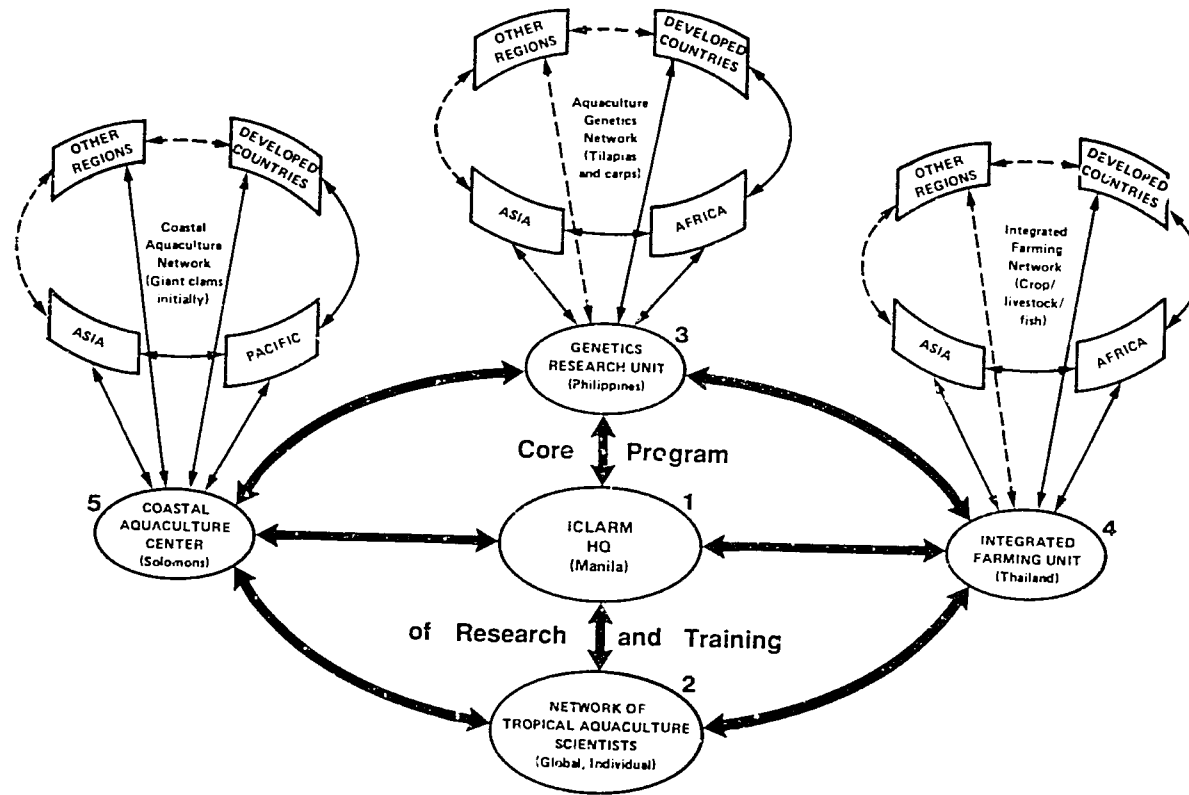 OTHER
REGIONS
DEVELOPED
COUNTRIES
Aquaculture
Genetics
Network
(Tilapias
and carps)
ASIA
AFRICA
OTHER
REGIONS
DEVELOPED
COUNTRIES
Coastal
Aquaculture
Network
(Giant clams
initially)
ASIA
PACIFIC
OTHER
REGIONS
DEVELOPED
COUNTRIES
Integrated
Farming
Network
(Crop/
livestock/
fish)
ASIA
AFRICA
3
GENETICS
RESEARCH UNIT
(Philippines)
Core Program
5
COASTAL
AQUACULTURE
CENTER
(Solomons)
1
ICLARM
HQ
(Manila)
4
INTEGRATED
FARMING UNIT
(Thailand)
of Research and Training
2
NETWORK OF
TROPICAL AQUACULTURE
SCIENTISTS
(Global, Individual)